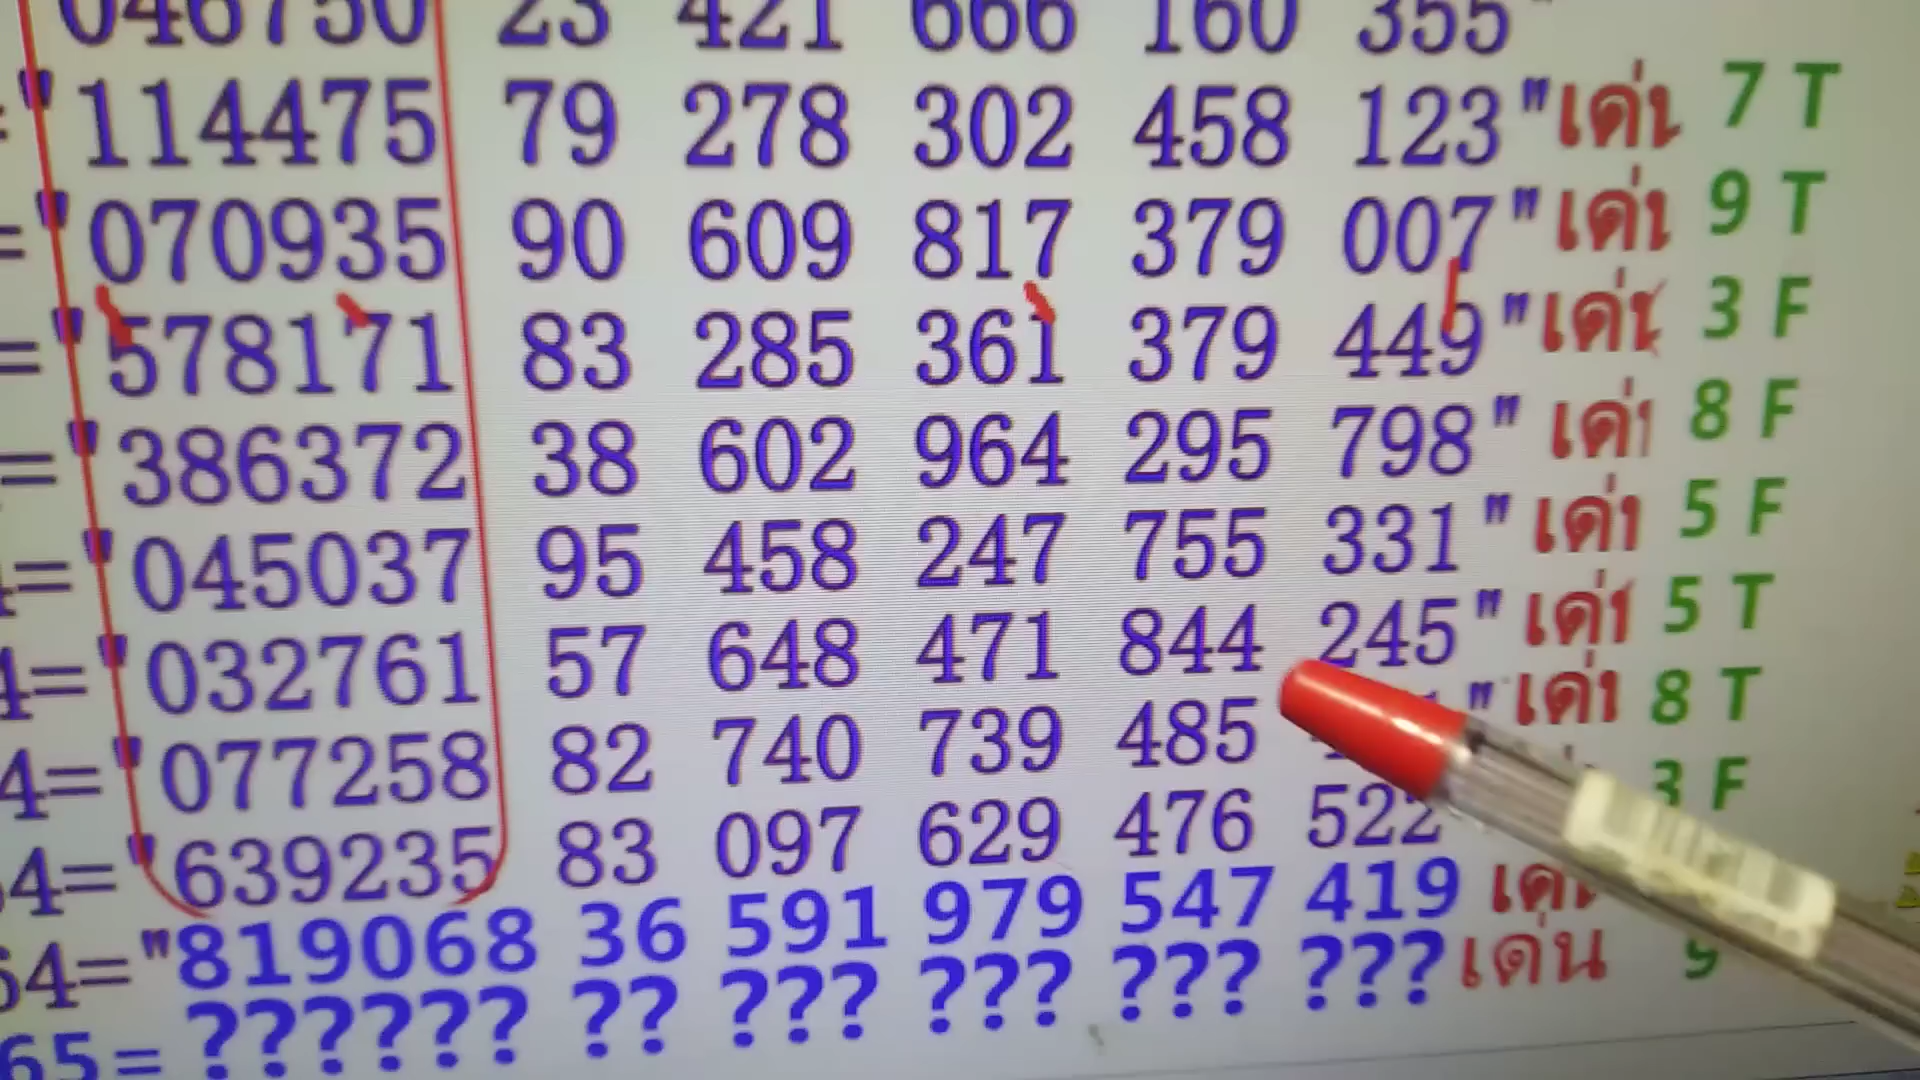 046750 23 421 666 160 355"
="114475 79 278 302 458 123"เด่น 7 T
="070935 90 609 817 379 007"เด่น 9 T
="578171 83 285 361 379 449"เด่น 3 F
="386372 38 602 964 295 798" เด่น 8 F
4="045037 95 458 247 755 331" เด่น 5 F
4="032761 57 648 471 844 245" เด่น 5 T
4="077258 82 740 739 485 " เด่น 8 T
64="639235 83 097 629 476 522 3 F
64="819068 36 591 979 547 419 เด่น
65= ?????? ?? ??? ??? ??? ??? เด่น 9